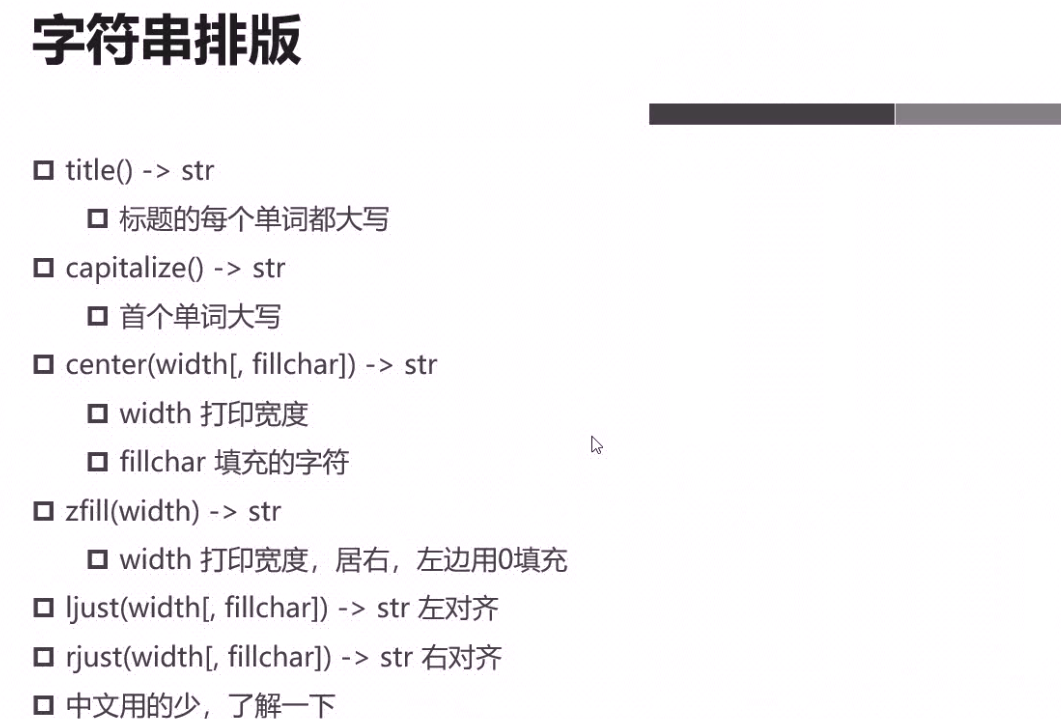 字符串排版
title() -> str
标题的每个单词都大写
capitalize() -> str
首个单词大写
center(width[, fillchar]) -> str
width 打印宽度
fillchar 填充的字符
zfill(width) -> str
width 打印宽度，居右，左边用0填充
ljust(width[, fillchar]) -> str 左对齐
rjust(width[, fillchar]) -> str 右对齐
中文用的少，了解一下